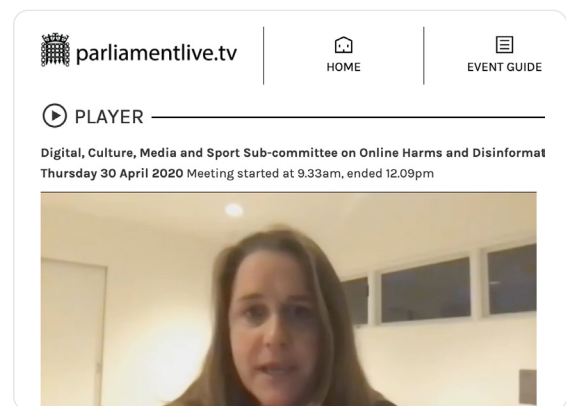 parliamentlive.tv
HOME
EVENT GUIDE
PLAYER
Digital, Culture, Media and Sport Sub-committee on Online Harms and
Thursday 30 April 2020 Meeting started at 9.33am, ended 12.09pm